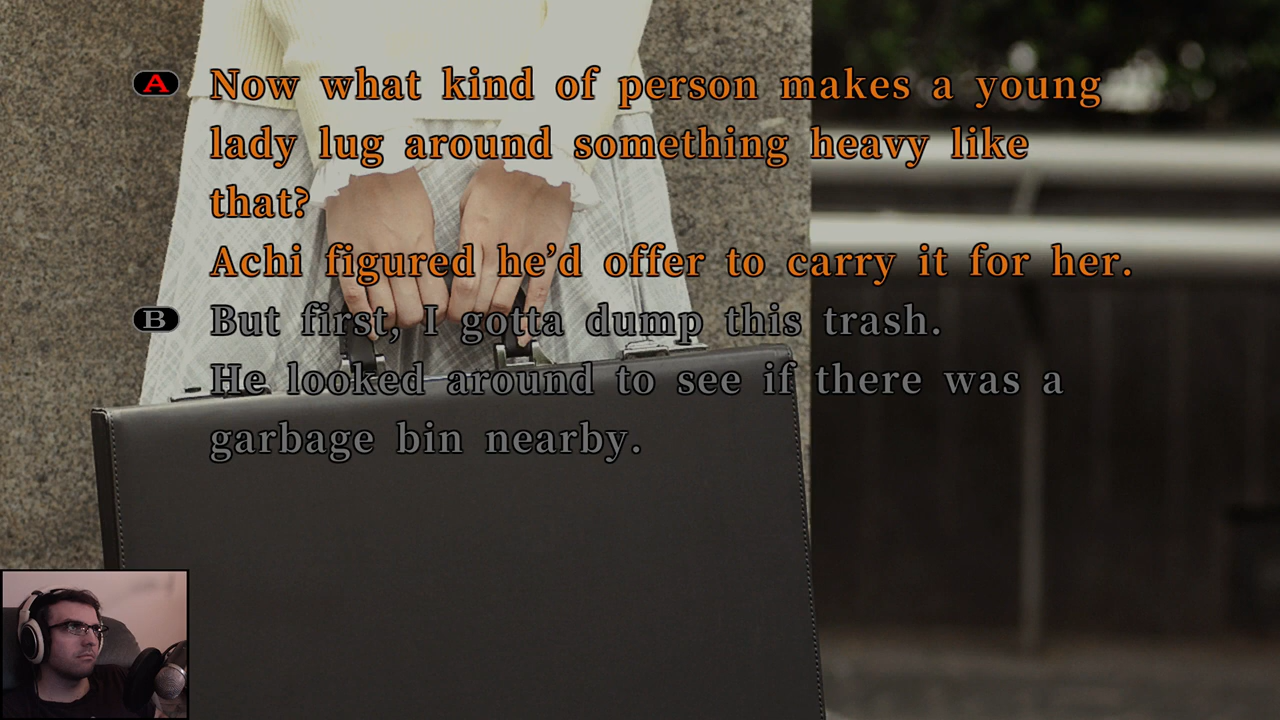 A Now what kind of person makes a young
lady lug around something heavy like
that?
Achi figured he’d offer to carry it for her.
B But first, I gotta dump this trash.
He looked around to see if there was a
garbage bin nearby.